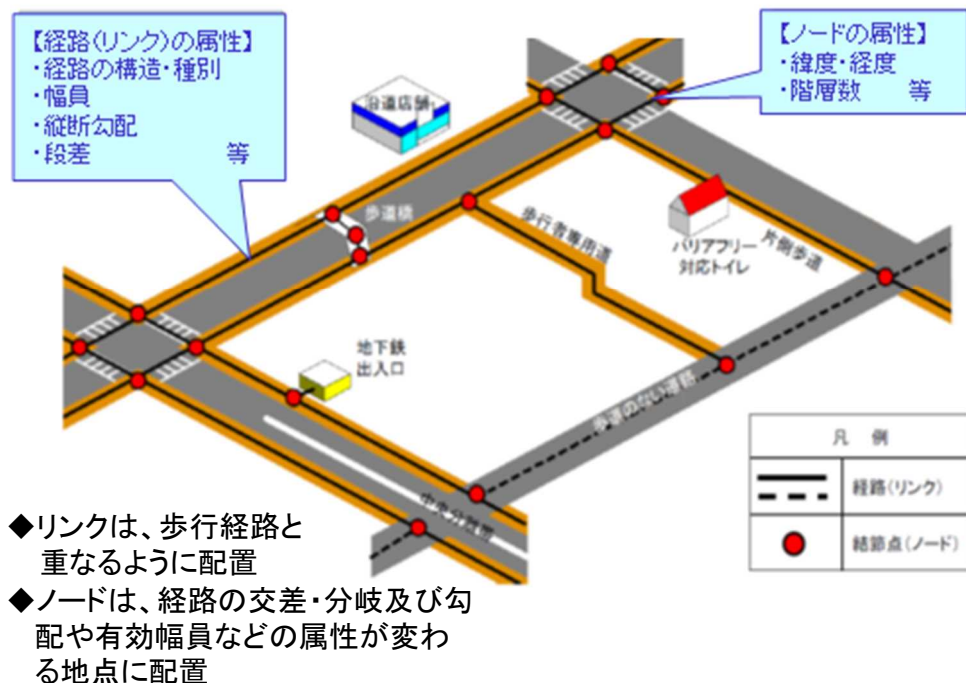 【経路(リンク)の属性】
・経路の構造・種別
・幅員
・縦断勾配
・段差　　　　　等
【ノードの属性】
・緯度・経度
・階層数　　等
沿道店舗
歩道橋
歩行者専用道
バリアフリー
対応トイレ
片側歩道
地下鉄
出入口
歩道のない道路
中央分離帯
凡　例
経路(リンク)
結節点(ノード)
◆リンクは、歩行経路と
重なるように配置
◆ノードは、経路の交差・分岐及び勾
配や有効幅員などの属性が変わ
る地点に配置